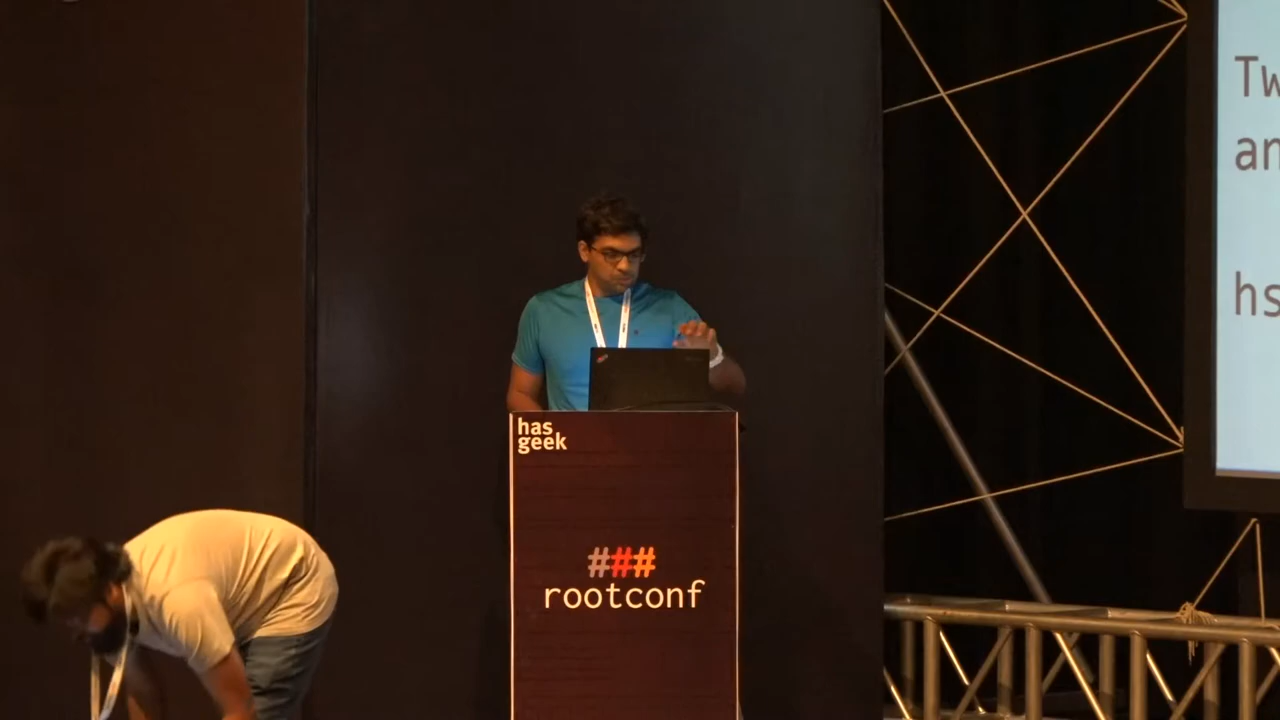 has
geek
###
rootconf
Tw
an
hs